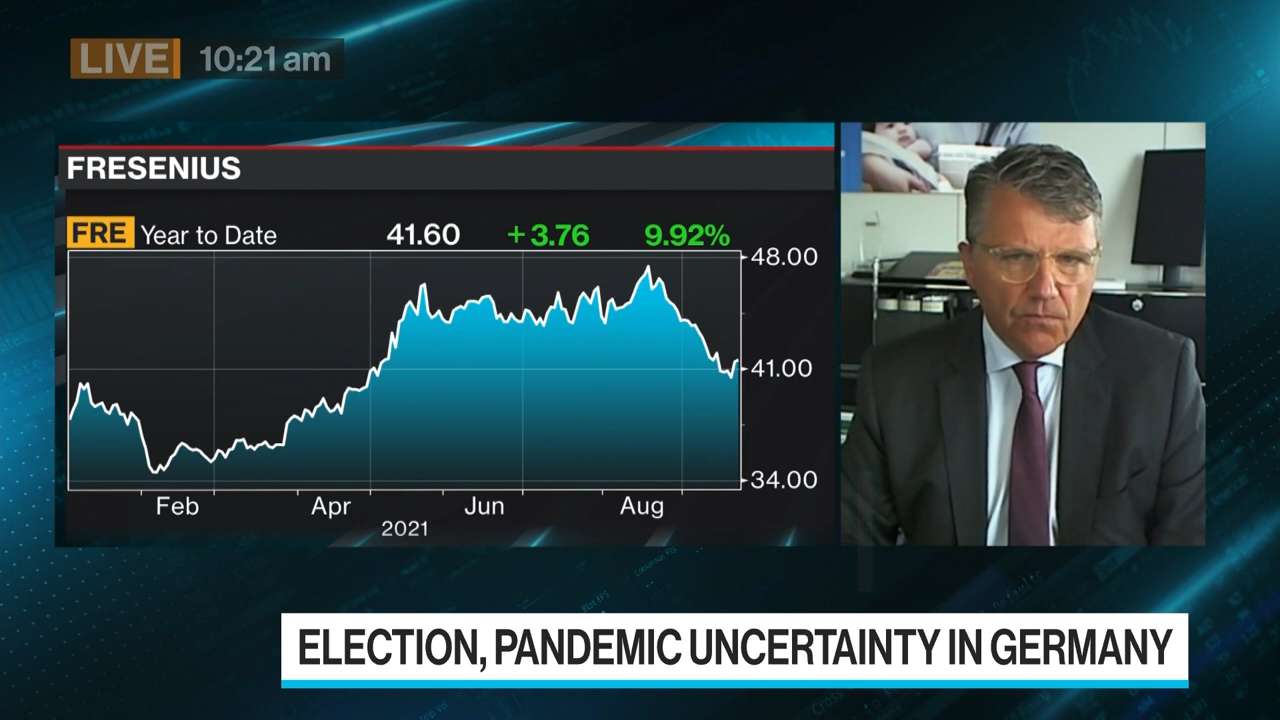 LIVE 10:21 am
FRESENIUS
FRE Year to Date 41.60 +3.76 9.92%
48.00
41.00
34.00
Feb Apr Jun Aug
2021
ELECTION, PANDEMIC UNCERTAINTY IN GERMANY